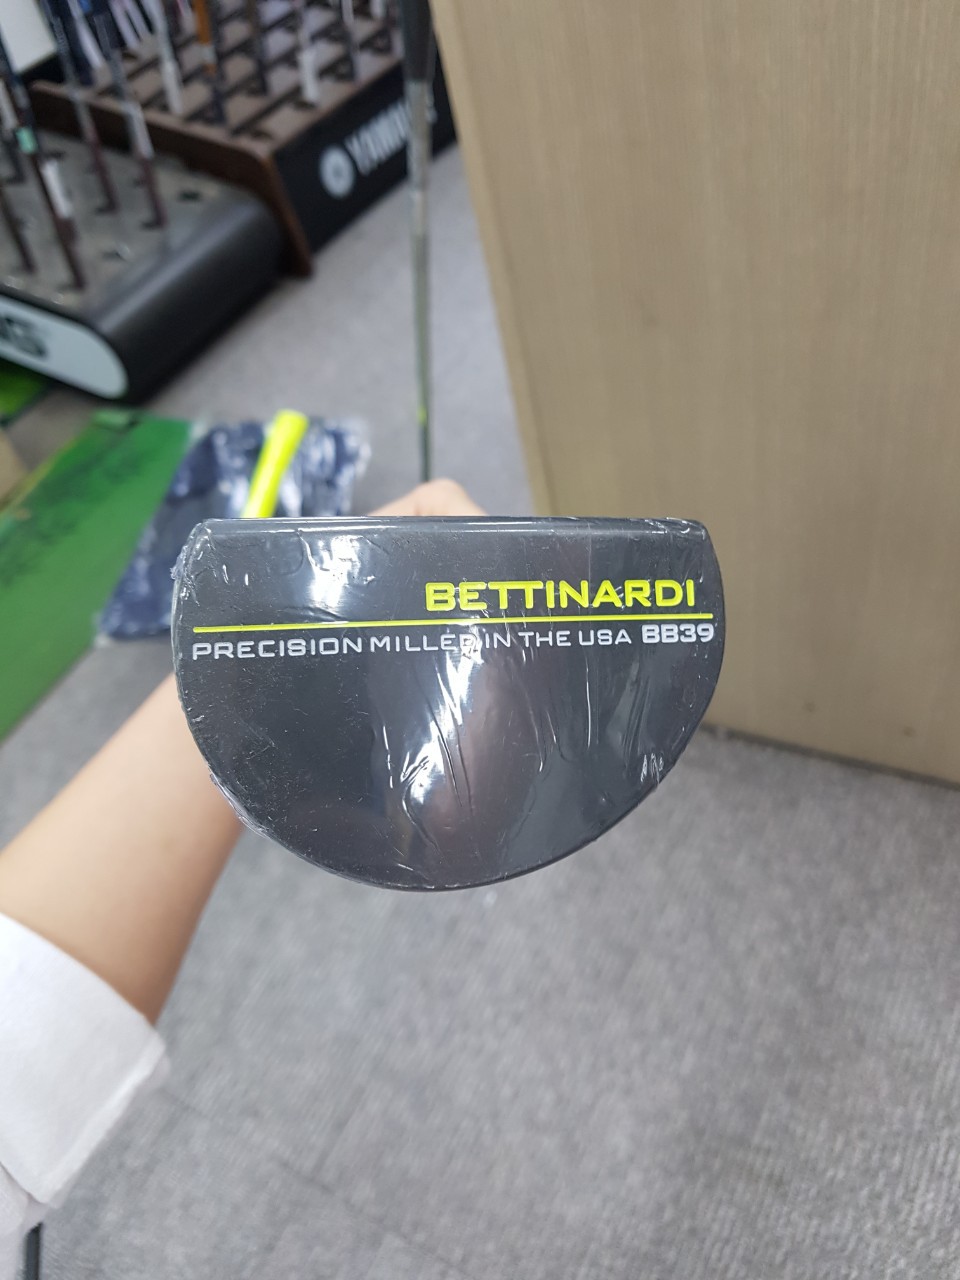 BETTINARDI
PRECISION MILLED IN THE USA BB39